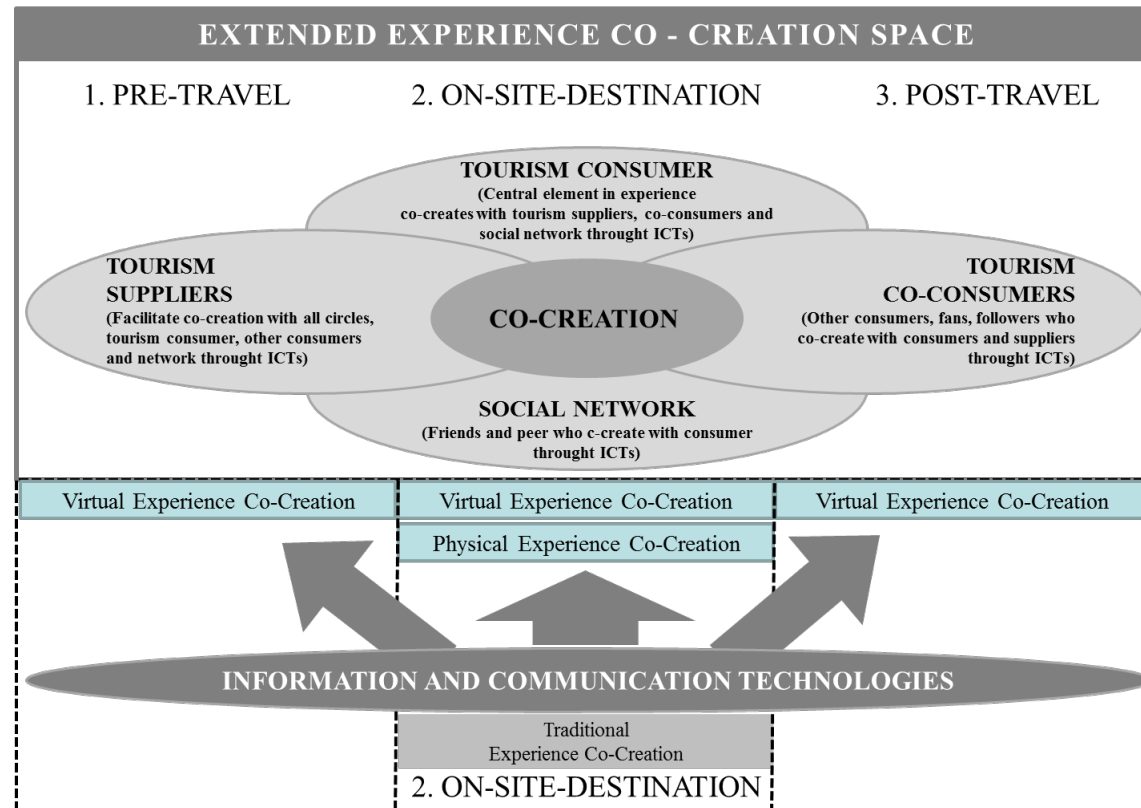 EXTENDED EXPERIENCE CO - CREATION SPACE
1. PRE-TRAVEL
2. ON-SITE-DESTINATION
3. POST-TRAVEL
TOURISM CONSUMER
(Central element in experience
co-creates with tourism suppliers, co-consumers and
social network throught ICTs)
TOURISM
SUPPLIERS
(Facilitate co-creation with all circles,
tourism consumer, other consumers
and network throught ICTs)
CO-CREATION
TOURISM
CO-CONSUMERS
(Other consumers, fans, followers who
co-create with consumers and suppliers
throught ICTs)
SOCIAL NETWORK
(Friends and peer who c-create with consumer
throught ICTs)
Virtual Experience Co-Creation
Virtual Experience Co-Creation
Virtual Experience Co-Creation
Physical Experience Co-Creation
INFORMATION AND COMMUNICATION TECHNOLOGIES
Traditional
Experience Co-Creation
2. ON-SITE-DESTINATION